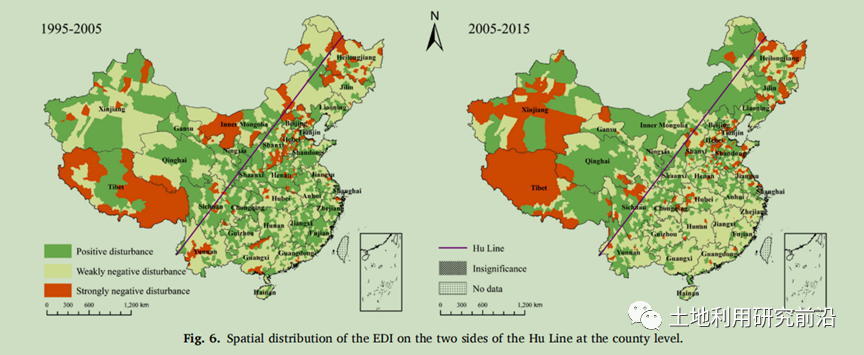 1995-2005
N
2005-2015
Heilongjiang
Jilin
Liaoning
Xinjiang
Gansu
Inner Mongolia
Beijing
Tianjin
Hebei
Ningxia
Shanxi
Shandong
Qinghai
Shaanxi
Henan
Jiangsu
Tibet
Shanghai
Anhui
Hubei
Sichuan
Chongqing
Zhejiang
Hunan
Jiangxi
Guizhou
Fujian
Yunnan
Guangxi
Guangdong
Hainan
Positive disturbance
Weakly negative disturbance
Strongly negative disturbance
0 300 600 1,200 km
Heilongjiang
Jilin
Liaoning
Xinjiang
Gansu
Inner Mongolia
Beijing
Tianjin
Hebei
Ningxia
Shanxi
Shandong
Qinghai
Shaanxi
Henan
Jiangsu
Tibet
Shanghai
Anhui
Hubei
Sichuan
Chongqing
Zhejiang
Hunan
Jiangxi
Guizhou
Fujian
Yunnan
Guangxi
Guangdong
Hainan
Hu Line
Insignificance
No data
0 300 600 1,200 km
土地利用研究前沿
Fig. 6. Spatial distribution of the EDI on the two sides of the Hu Line at the county level.